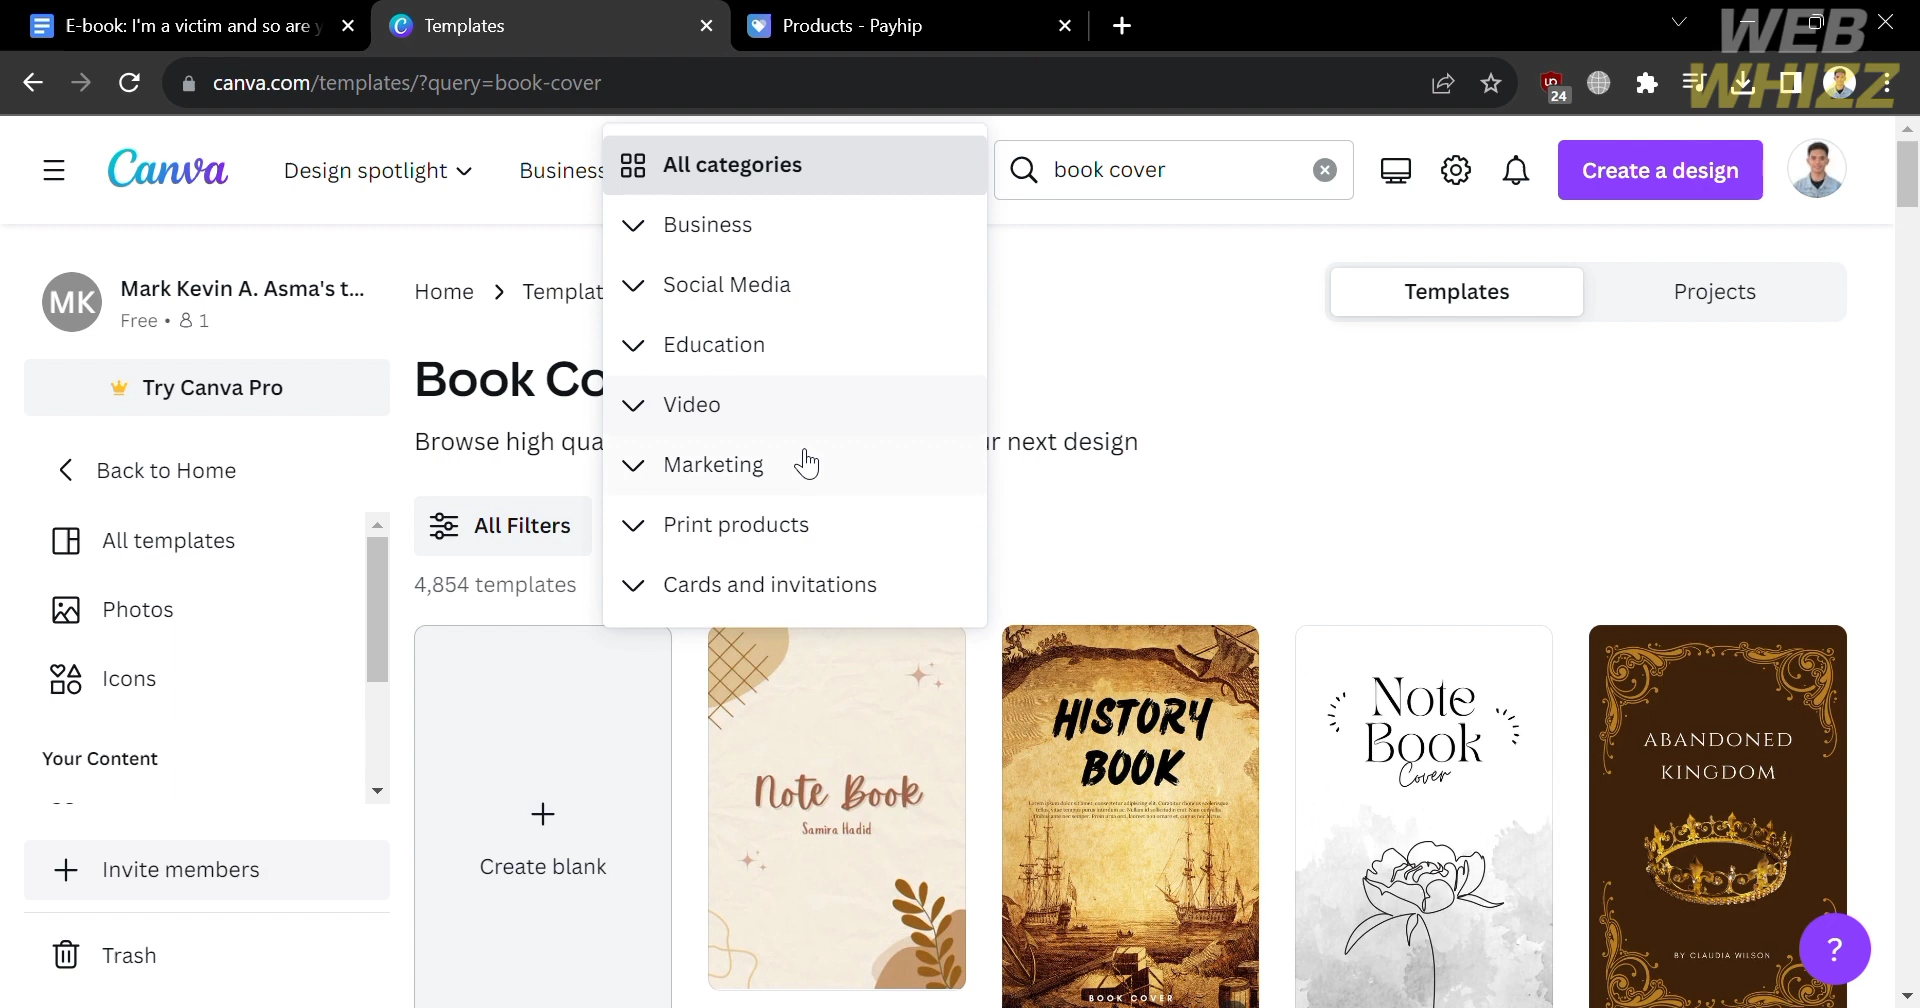 E-book: I'm a victim and so are y
Templates
Products - Payhip
WEB
WHIZZ
canva.com/templates/?query=book-cover
24
Canva
Design spotlight
Business
All categories
book cover
Create a design
Business
Social Media
Education
Video
Marketing
Print products
Cards and invitations
MK
Mark Kevin A. Asma's t...
Free • 1
Home > Templat
Templates
Projects
Try Canva Pro
Book Co
Browse high qua
ur next design
Back to Home
All Filters
All templates
4,854 templates
Photos
Icons
Your Content
Invite members
Trash
Create blank
Note Book
Samira Hadid
HISTORY
BOOK
BOOK COVER
Note
Book
Cover
ABANDONED
KINGDOM
BY CLAUDIA WILSON
?